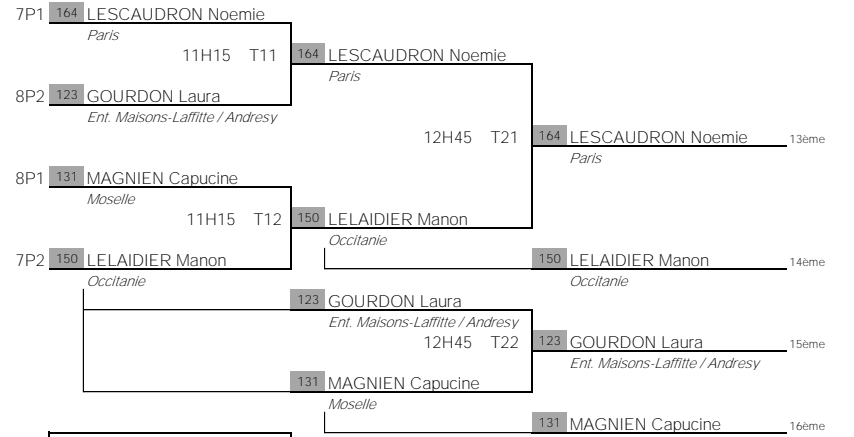 7P1 164 LESCAUDRON Noemie
Paris
11H15 T11 164 LESCAUDRON Noemie
Paris
8P2 123 GOURDON Laura
Ent. Maisons-Laffitte / Andresy
12H45 T21 164 LESCAUDRON Noemie 13ème
Paris
8P1 131 MAGNIEN Capucine
Moselle
11H15 T12 150 LELAIDIER Manon
Occitanie
7P2 150 LELAIDIER Manon 150 LELAIDIER Manon 14ème
Occitanie Occitanie
123 GOURDON Laura
Ent. Maisons-Laffitte / Andresy
12H45 T22 123 GOURDON Laura 15ème
Ent. Maisons-Laffitte / Andresy
131 MAGNIEN Capucine
Moselle
131 MAGNIEN Capucine 16ème